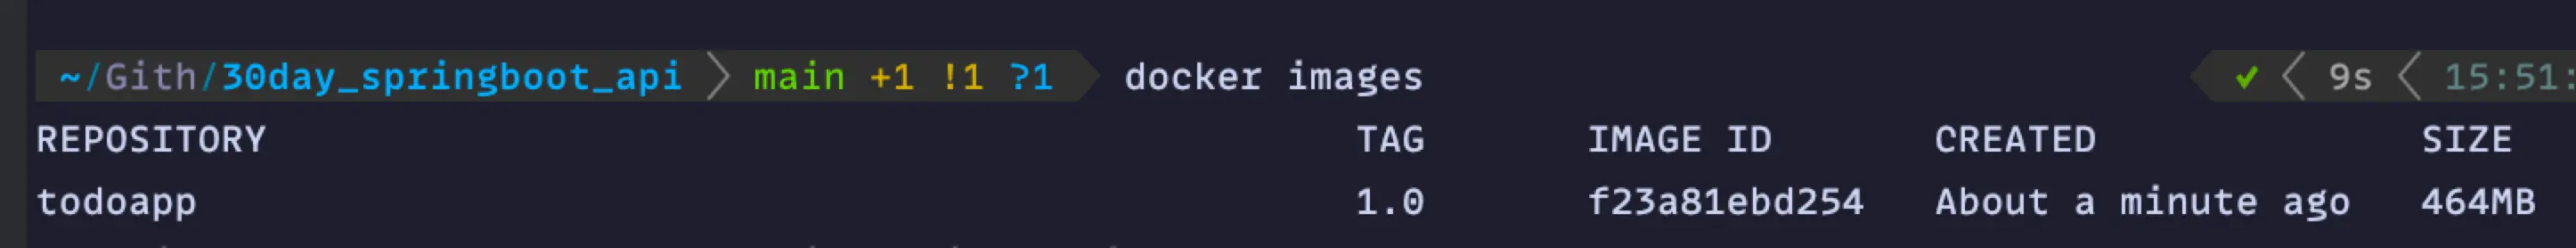 ~/Gith/30day_springboot_api main +1 !1 ?1 docker images ✓ 9s 15:51:
REPOSITORY TAG IMAGE ID CREATED SIZE
todoapp 1.0 f23a81ebd254 About a minute ago 464MB